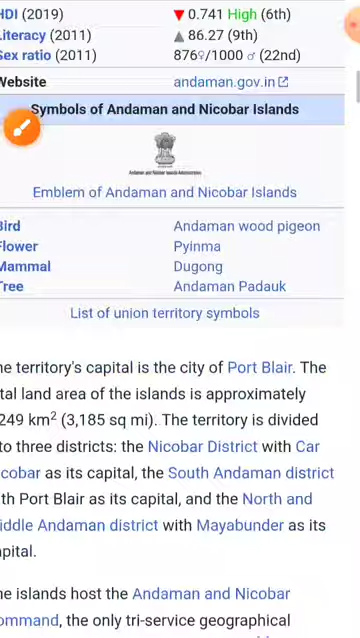 HDI (2019) 0.741 High (6th)
Literacy (2011) 86.27 (9th)
Sex ratio (2011) 876♀/1000 ♂ (22nd)
Website andaman.gov.in
Symbols of Andaman and Nicobar Islands
Andaman and Nicobar Islands Administration
Emblem of Andaman and Nicobar Islands
Bird Andaman wood pigeon
Flower Pyinma
Mammal Dugong
Tree Andaman Padauk
List of union territory symbols
he territory's capital is the city of Port Blair. The
tal land area of the islands is approximately
249 km² (3,185 sq mi). The territory is divided
to three districts: the Nicobar District with Car
icobar as its capital, the South Andaman district
th Port Blair as its capital, and the North and
iddle Andaman district with Mayabunder as its
apital.
he islands host the Andaman and Nicobar
ommand, the only tri-service geographical